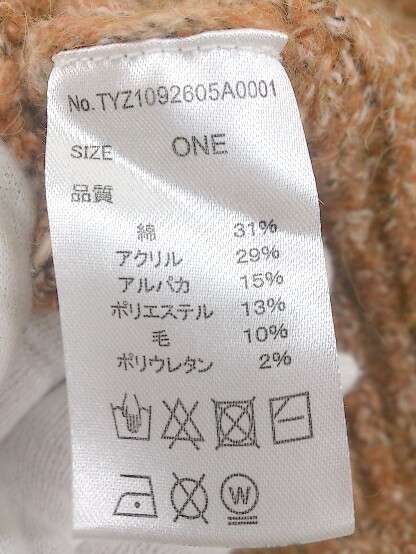 No.TYZ1092605A0001
SIZE ONE
品質
綿 31%
アクリル 29%
アルパカ 15%
ポリエステル 13%
毛 10%
ポリウレタン 2%
W